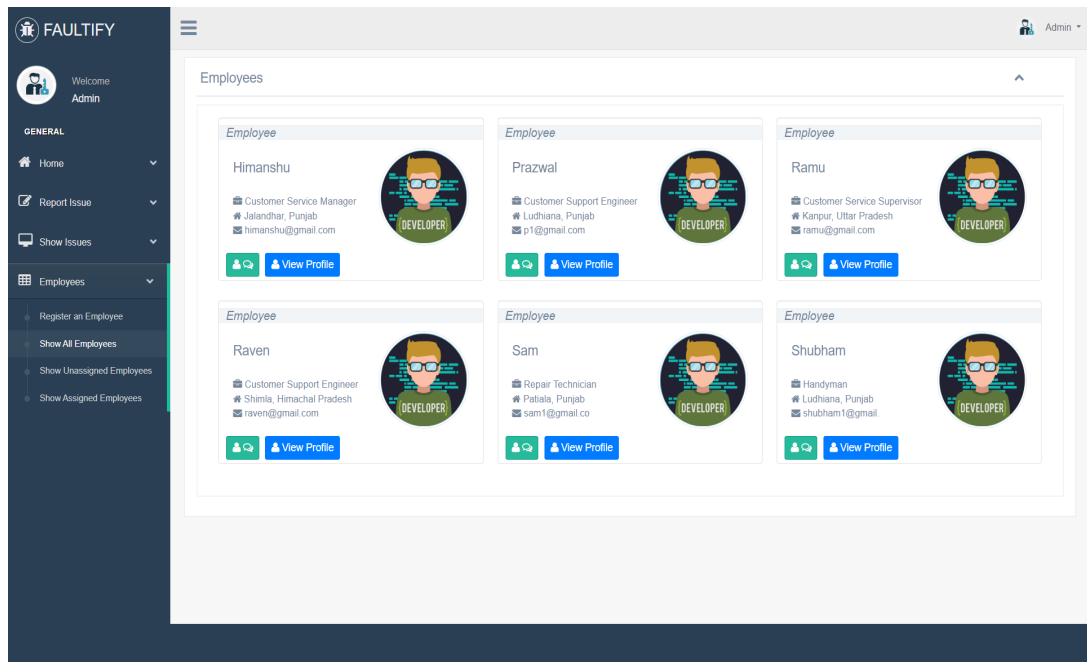 FAULTIFY
Admin
Welcome
Admin
GENERAL
Home
Report Issue
Show Issues
Employees
Register an Employee
Show All Employees
Show Unassigned Employees
Show Assigned Employees
Employees
Employee
Himanshu
Customer Service Manager
Jalandhar, Punjab
himanshu@gmail.com
DEVELOPER
View Profile
Employee
Prazwal
Customer Support Engineer
Ludhiana, Punjab
p1@gmail.com
DEVELOPER
View Profile
Employee
Ramu
Customer Service Supervisor
Kanpur, Uttar Pradesh
ramu@gmail.com
DEVELOPER
View Profile
Employee
Raven
Customer Support Engineer
Shimla, Himachal Pradesh
raven@gmail.com
DEVELOPER
View Profile
Employee
Sam
Repair Technician
Patiala, Punjab
sam1@gmail.co
DEVELOPER
View Profile
Employee
Shubham
Handyman
Ludhiana, Punjab
shubham1@gmail
DEVELOPER
View Profile